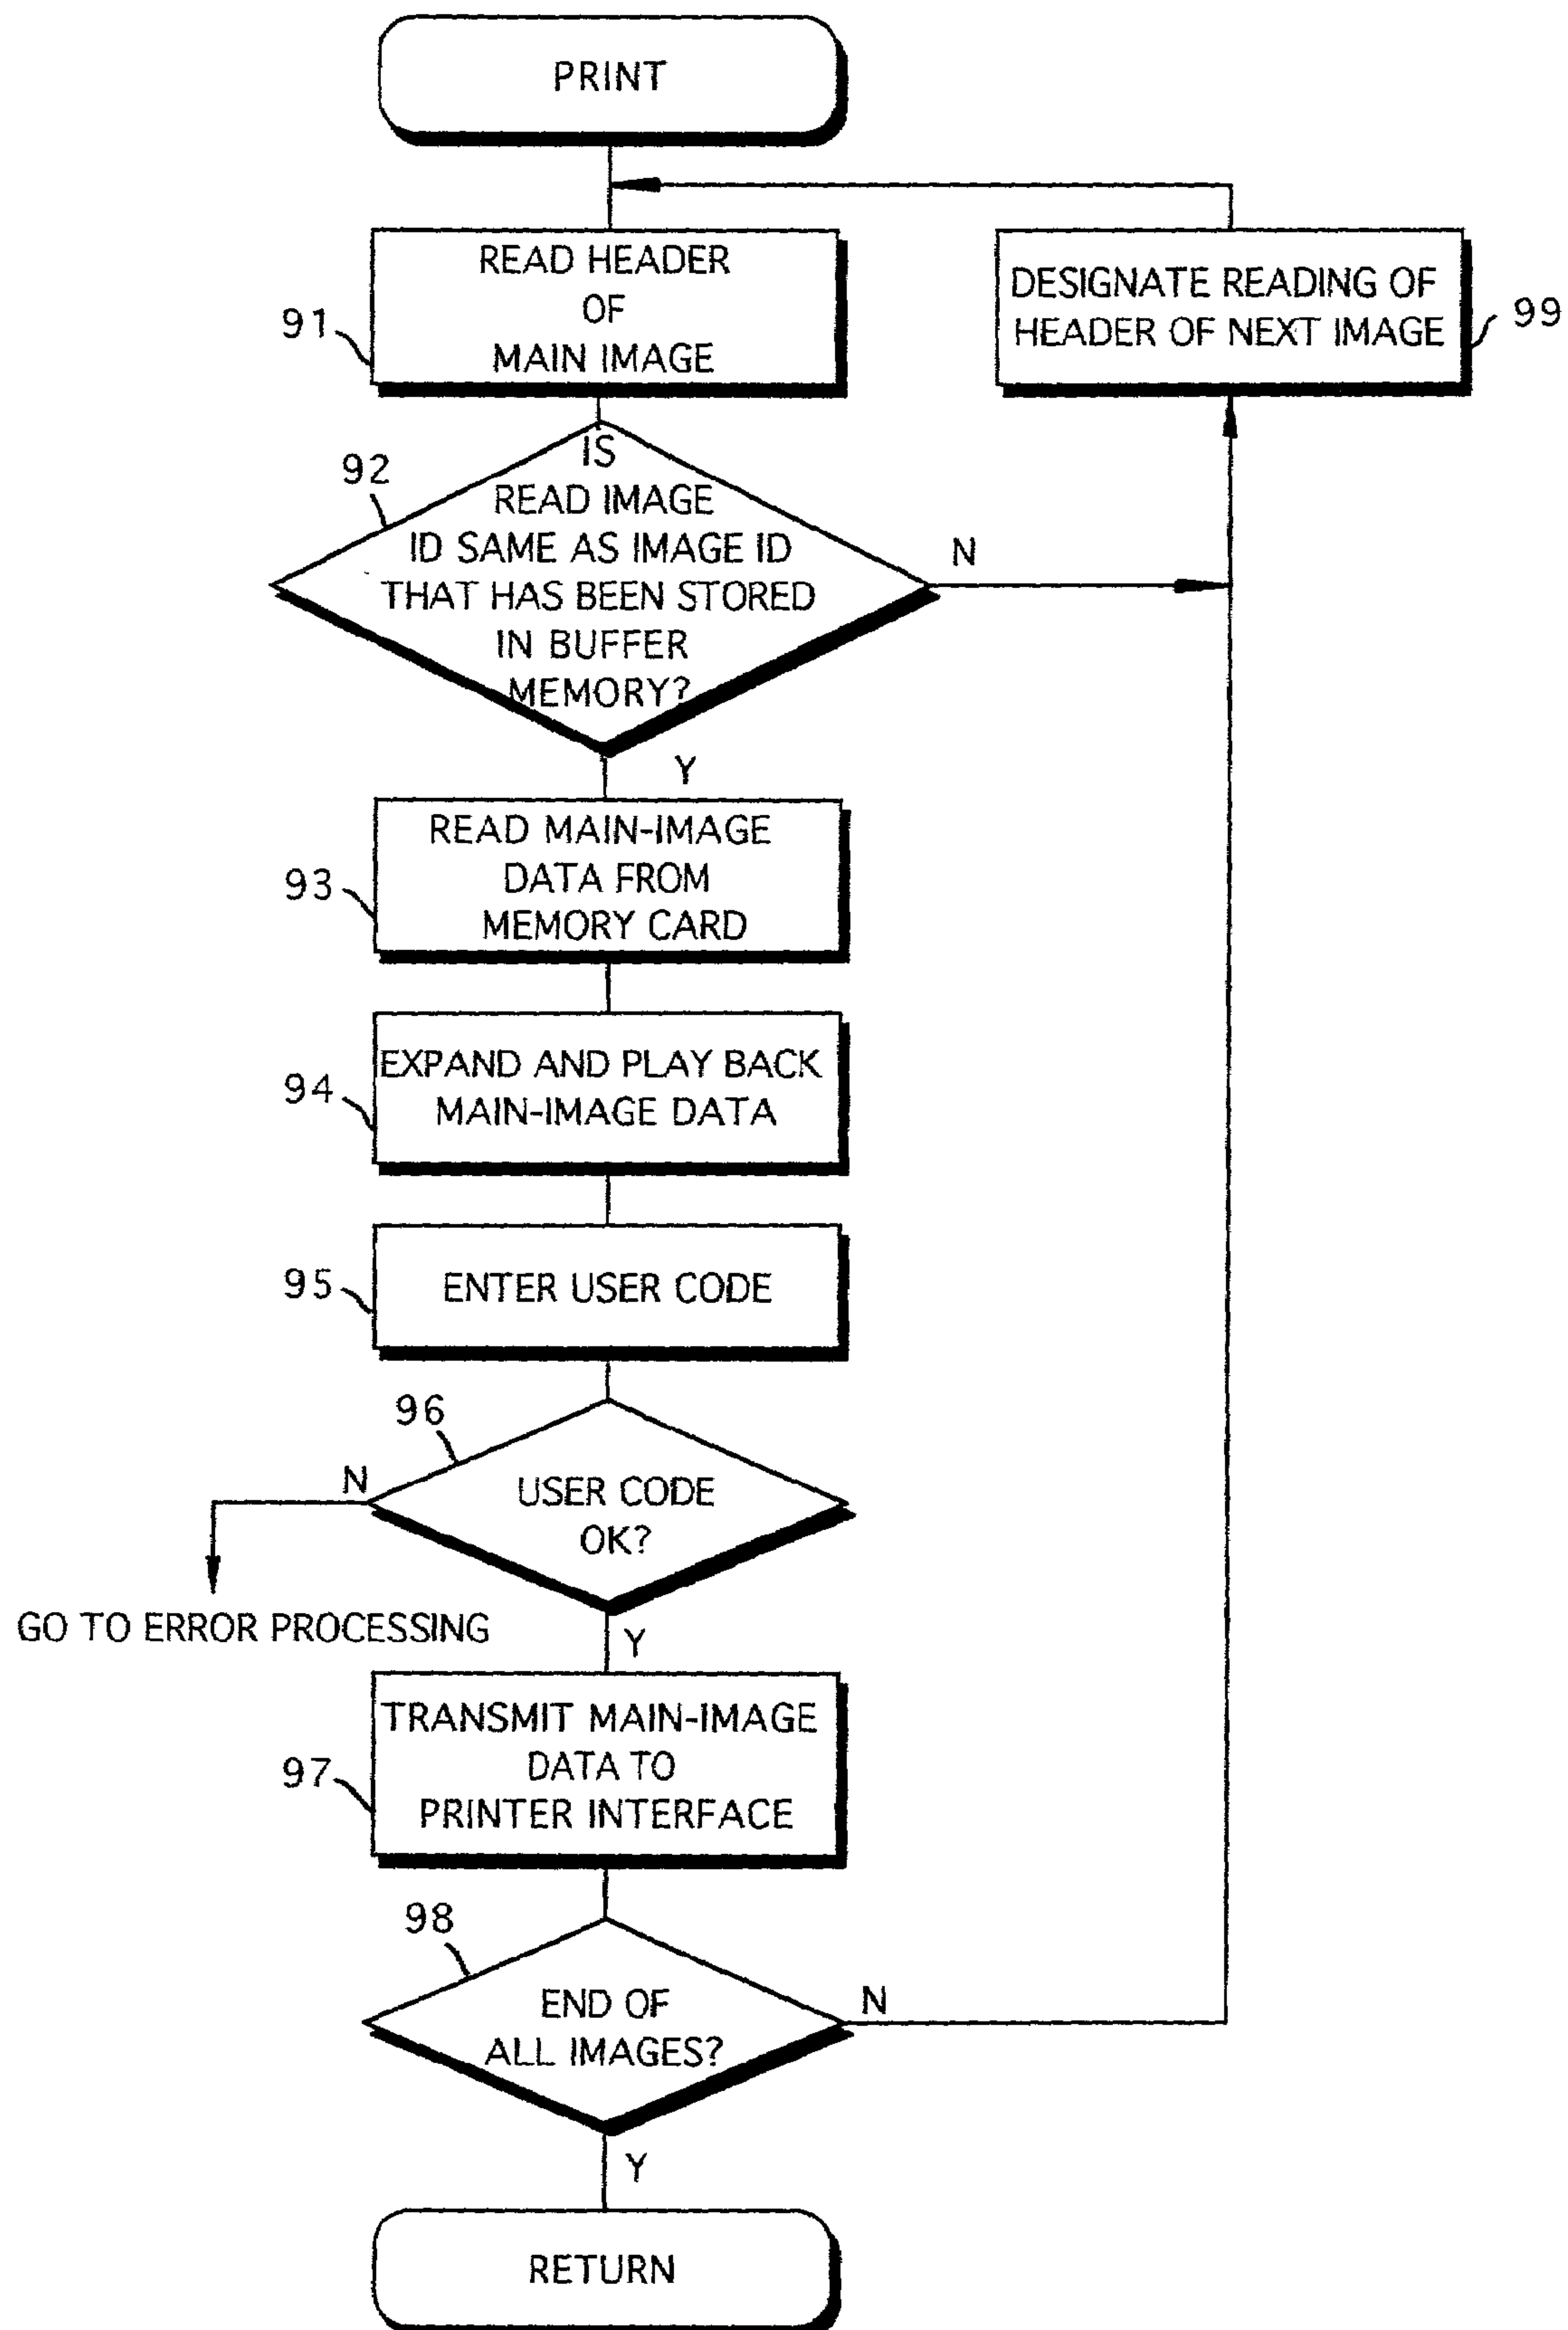 PRINT
READ HEADER
OF
MAIN IMAGE
91
DESIGNATE READING OF
HEADER OF NEXT IMAGE
99
92
IS
READ IMAGE
ID SAME AS IMAGE ID
THAT HAS BEEN STORED
IN BUFFER
MEMORY?
N
Y
READ MAIN-IMAGE
DATA FROM
MEMORY CARD
93
EXPAND AND PLAY BACK
MAIN-IMAGE DATA
94
ENTER USER CODE
95
96
USER CODE
OK?
N
GO TO ERROR PROCESSING
Y
TRANSMIT MAIN-IMAGE
DATA TO
PRINTER INTERFACE
97
98
END OF
ALL IMAGES?
N
Y
RETURN